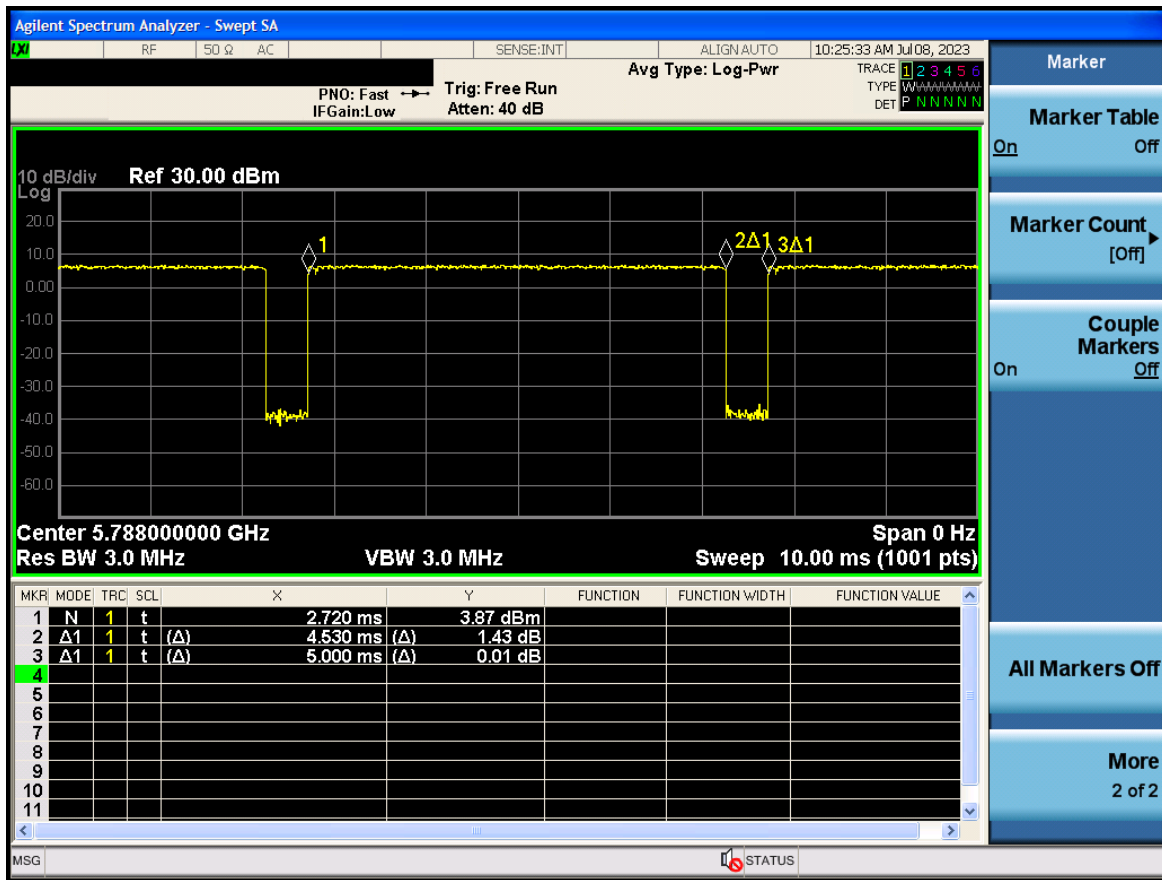 Agilent Spectrum Analyzer - Swept SA
LXI RF 50 Ω AC SENSE:INT ALIGNAUTO 10:25:33 AM Jul 08, 2023
Marker
Avg Type: Log-Pwr TRACE 1 2 3 4 5 6
PNO: Fast Trig: Free Run TYPE W
IFGain:Low Atten: 40 dB DET P N N N N N
Marker Table
On Off
10 dB/div Ref 30.00 dBm
Log
20.0
10.0
0.00
-10.0
-20.0
-30.0
-40.0
-50.0
-60.0
1 2Δ1 3Δ1
Marker Count
[Off]
Couple
Markers
On Off
Center 5.788000000 GHz Span 0 Hz
Res BW 3.0 MHz VBW 3.0 MHz Sweep 10.00 ms (1001 pts)
MKR MODE TRC SCL X Y FUNCTION FUNCTION WIDTH FUNCTION VALUE
1 N 1 t 2.720 ms 3.87 dBm
2 Δ1 1 t (Δ) 4.530 ms (Δ) 1.43 dB
3 Δ1 1 t (Δ) 5.000 ms (Δ) 0.01 dB
4
5
6
7
8
9
10
11
All Markers Off
More
2 of 2
MSG STATUS